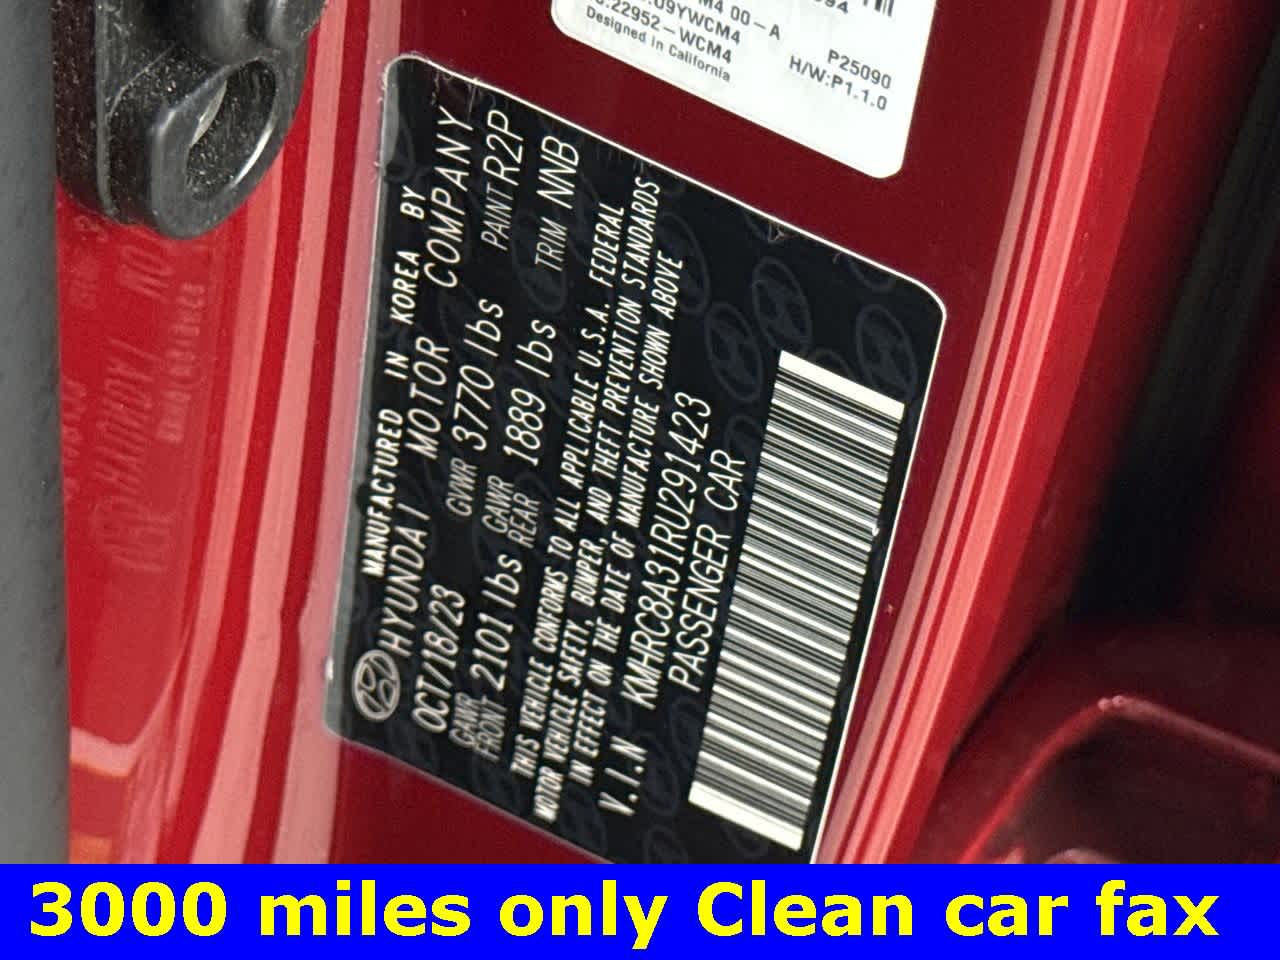 M4 00-A
09YWCM4
22952-WCM4
Designed in California
P25090
H/W:P1.1.0
MANUFACTURED IN KOREA BY
HYUNDAI MOTOR COMPANY
OCT/18/23 GVWR 3770 lbs PAINT R2P
GAWR FRONT 2101 lbs GAWR REAR 1889 lbs TRIM NNB
THIS VEHICLE CONFORMS TO ALL APPLICABLE U.S.A. FEDERAL
MOTOR VEHICLE SAFETY, BUMPER, AND THEFT PREVENTION STANDARDS
IN EFFECT ON THE DATE OF MANUFACTURE SHOWN ABOVE
V.I.N KMHRC8A31RU291423
PASSENGER CAR
3000 miles only Clean car fax